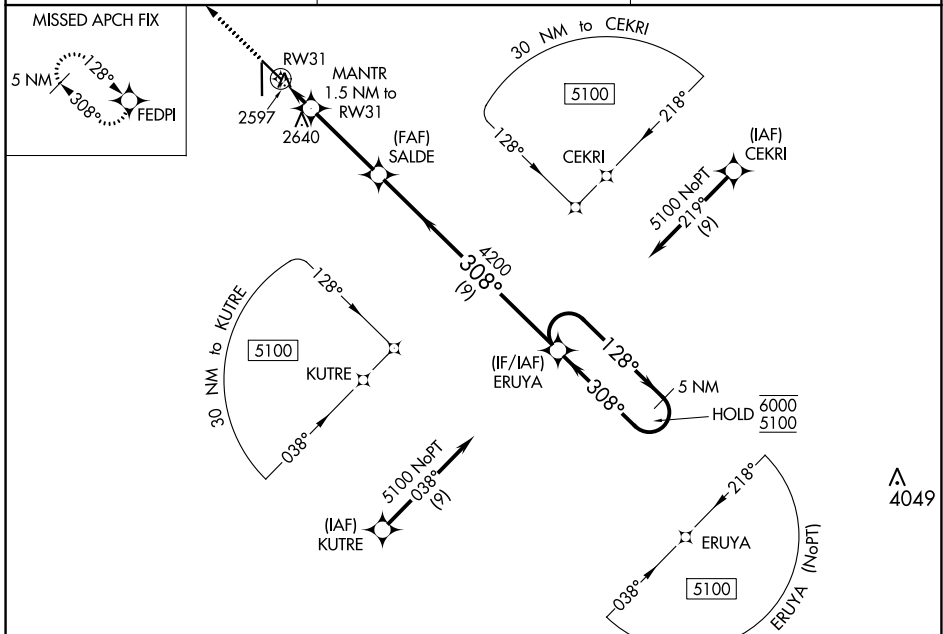 MISSED APCH FIX
5 NM
128°
308°
FEDPI
RW31
2597
MANTR
1.5 NM to
RW31
2640
(FAF)
SALDE
30 NM to CEKRI
5100
128°
218°
CEKRI
(IAF)
CEKRI
5100 NoPT
219°
(9)
4200
308°
(9)
30 NM to KUTRE
5100
128°
KUTRE
038°
(IF/IAF)
ERUYA
128°
308°
5 NM
HOLD
6000
5100
5100 NoPT
038°
(9)
(IAF)
KUTRE
4049
218°
ERUYA
038°
5100
ERUYA (NoPT)